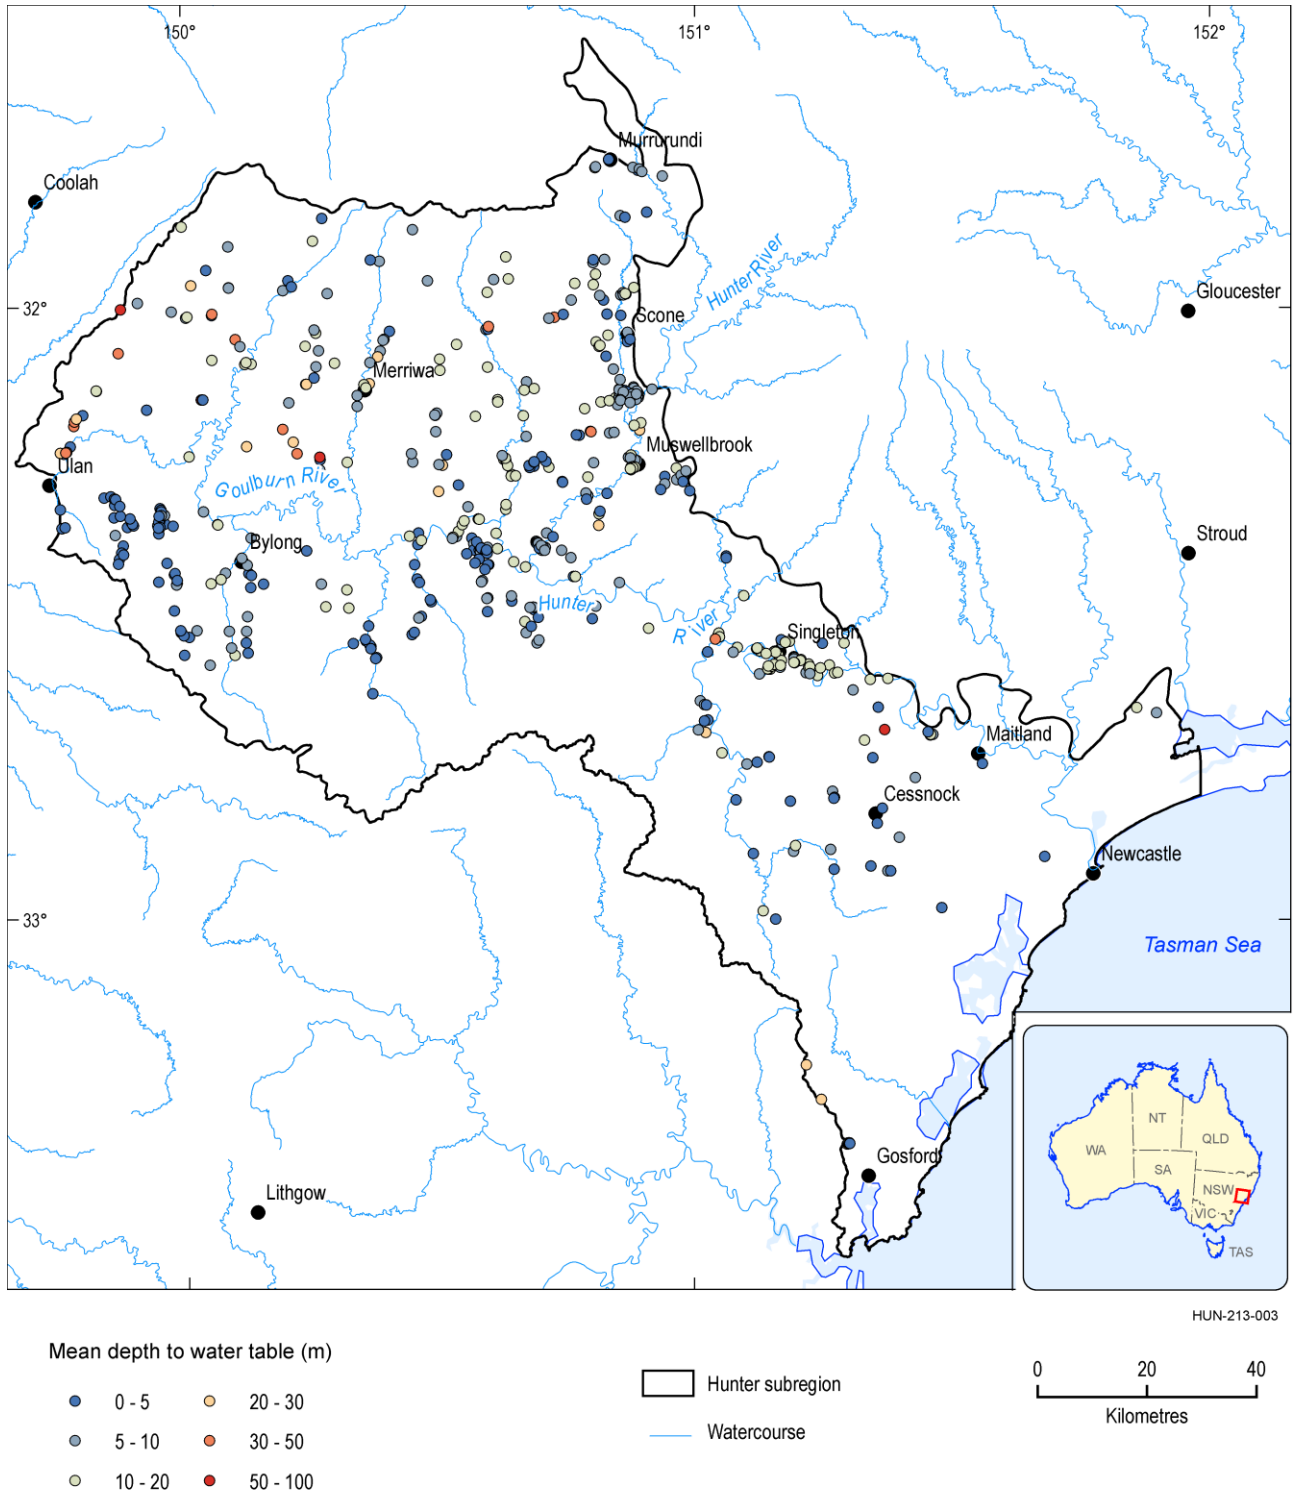 150°
151°
152°
Murrurundi
Coolah
Hunter River
Gloucester
32°
Scone
Merriwa
Muswellbrook
Ulan
Goulburn River
Stroud
Bylong
Hunter
River
Singleton
Maitland
Cessnock
Newcastle
33°
Tasman Sea
Gosford
Lithgow
NT
QLD
WA
SA
NSW
VIC
TAS
HUN-213-003
Mean depth to water table (m)
0 - 5
20 - 30
5 - 10
30 - 50
10 - 20
50 - 100
Hunter subregion
Watercourse
0 20 40
Kilometres